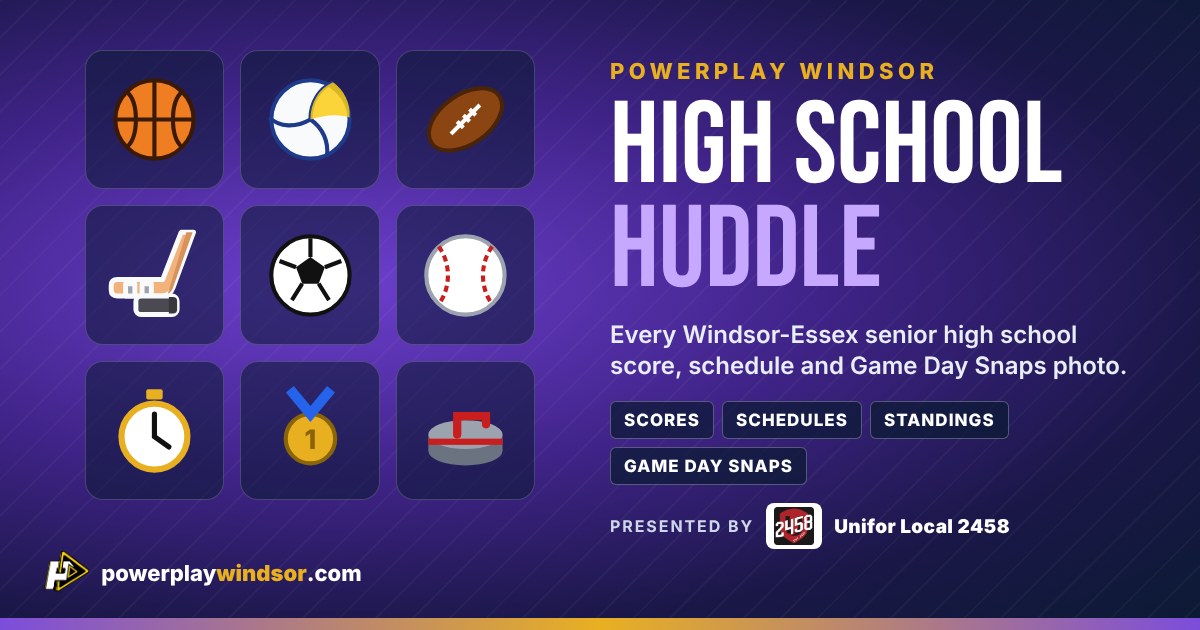 POWERPLAY WINDSOR
HIGH SCHOOL
HUDDLE
Every Windsor-Essex senior high school
score, schedule and Game Day Snaps photo.
SCORES
SCHEDULES
STANDINGS
GAME DAY SNAPS
PRESENTED BY
2458
Unifor Local 2458
1
powerplaywindsor.com